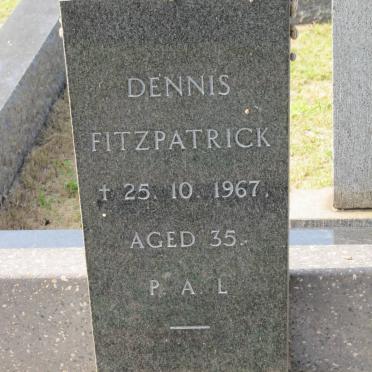 DENNIS
FITZPATRICK
† 25. 10. 1967.
AGED 35.
P A L